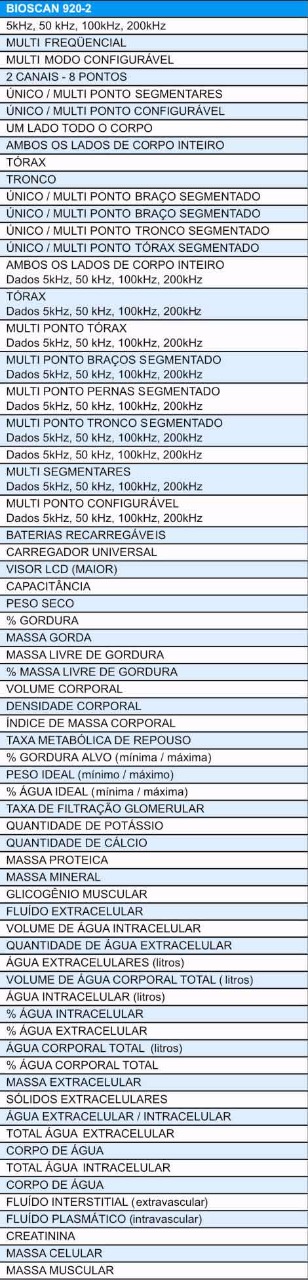 BIOSCAN 920-2
5kHz, 50 kHz, 100kHz, 200kHz
MULTI FREQÜENCIAL
MULTI MODO CONFIGURÁVEL
2 CANAIS - 8 PONTOS
ÚNICO / MULTI PONTO SEGMENTARES
ÚNICO / MULTI PONTO CONFIGURÁVEL
UM LADO TODO O CORPO
AMBOS OS LADOS DE CORPO INTEIRO
TÓRAX
TRONCO
ÚNICO / MULTI PONTO BRAÇO SEGMENTADO
ÚNICO / MULTI PONTO BRAÇO SEGMENTADO
ÚNICO / MULTI PONTO TRONCO SEGMENTADO
ÚNICO / MULTI PONTO TÓRAX SEGMENTADO
AMBOS OS LADOS DE CORPO INTEIRO
Dados 5kHz, 50 kHz, 100kHz, 200kHz
TÓRAX
Dados 5kHz, 50 kHz, 100kHz, 200kHz
MULTI PONTO TÓRAX
Dados 5kHz, 50 kHz, 100kHz, 200kHz
MULTI PONTO BRAÇOS SEGMENTADO
Dados 5kHz, 50 kHz, 100kHz, 200kHz
MULTI PONTO PERNAS SEGMENTADO
Dados 5kHz, 50 kHz, 100kHz, 200kHz
MULTI PONTO TRONCO SEGMENTADO
Dados 5kHz, 50 kHz, 100kHz, 200kHz
Dados 5kHz, 50 kHz, 100kHz, 200kHz
MULTI SEGMENTARES
Dados 5kHz, 50 kHz, 100kHz, 200kHz
MULTI PONTO CONFIGURÁVEL
Dados 5kHz, 50 kHz, 100kHz, 200kHz
BATERIAS RECARREGÁVEIS
CARREGADOR UNIVERSAL
VISOR LCD (MAIOR)
CAPACITÂNCIA
PESO SECO
% GORDURA
MASSA GORDA
MASSA LIVRE DE GORDURA
% MASSA LIVRE DE GORDURA
VOLUME CORPORAL
DENSIDADE CORPORAL
ÍNDICE DE MASSA CORPORAL
TAXA METABÓLICA DE REPOUSO
% GORDURA ALVO (mínima / máxima)
PESO IDEAL (mínimo / máximo)
% ÁGUA IDEAL (mínima / máxima)
TAXA DE FILTRAÇÃO GLOMERULAR
QUANTIDADE DE POTÁSSIO
QUANTIDADE DE CÁLCIO
MASSA PROTEICA
MASSA MINERAL
GLICOGÊNIO MUSCULAR
FLUÍDO EXTRACELULAR
VOLUME DE ÁGUA INTRACELULAR
QUANTIDADE DE ÁGUA EXTRACELULAR
ÁGUA EXTRACELULARES (litros)
VOLUME DE ÁGUA CORPORAL TOTAL (litros)
ÁGUA INTRACELULAR (litros)
% ÁGUA INTRACELULAR
% ÁGUA EXTRACELULAR
ÁGUA CORPORAL TOTAL (litros)
% ÁGUA CORPORAL TOTAL
MASSA EXTRACELULAR
SÓLIDOS EXTRACELULARES
ÁGUA EXTRACELULAR / INTRACELULAR
TOTAL ÁGUA EXTRACELULAR
CORPO DE ÁGUA
TOTAL ÁGUA INTRACELULAR
CORPO DE ÁGUA
FLUÍDO INTERSTITIAL (extravascular)
FLUÍDO PLASMÁTICO (intravascular)
CREATININA
MASSA CELULAR
MASSA MUSCULAR